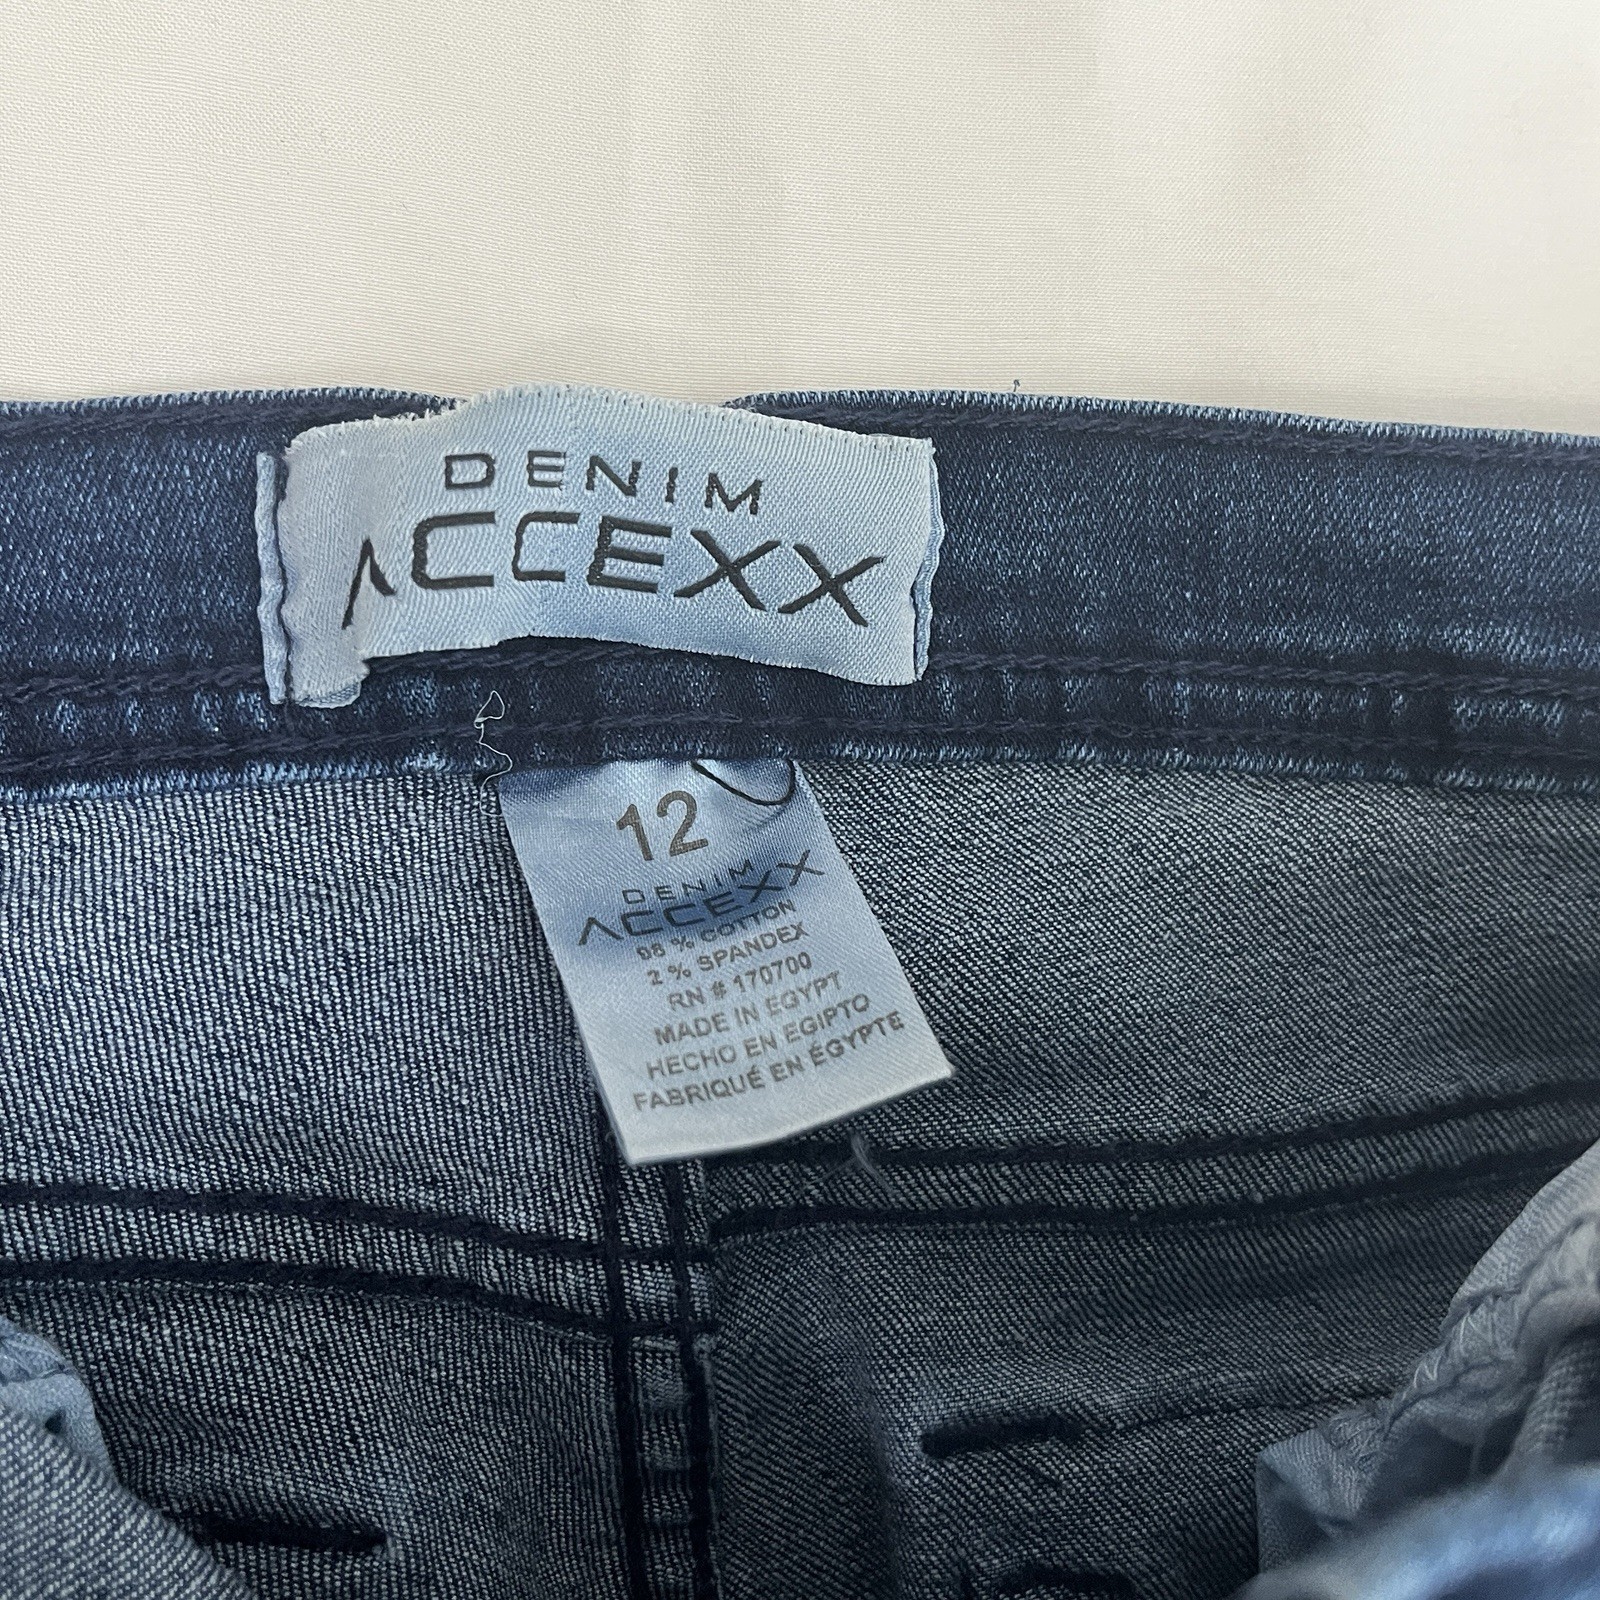 DENIM
ACCEXX
12
DENIM
ACCEXX
98 % COTTON
2 % SPANDEX
RN # 170700
MADE IN EGYPT
HECHO EN EGIPTO
FABRIQUÉ EN ÉGYPTE